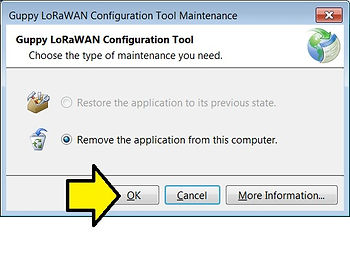 Guppy LoRaWAN Configuration Tool Maintenance
Guppy LoRaWAN Configuration Tool
Choose the type of maintenance you need.
Restore the application to its previous state.
Remove the application from this computer.
OK Cancel More Information...